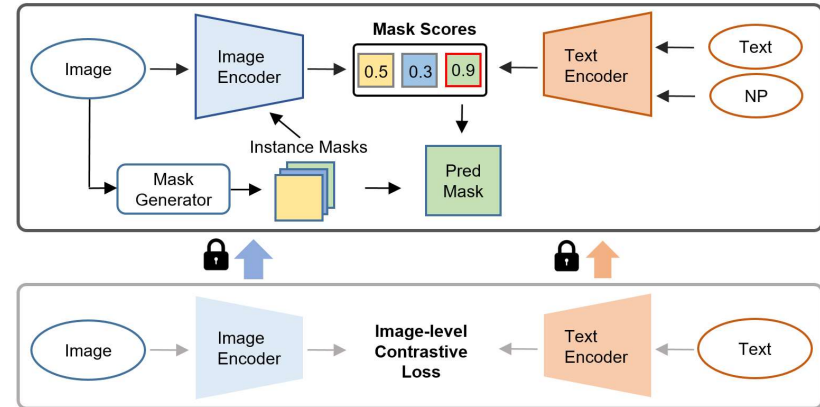 Mask Scores
Image
Image
Encoder
0.5
0.3
0.9
Text
Encoder
Text
NP
Instance Masks
Mask
Generator
Pred
Mask
Image
Image
Encoder
Image-level
Contrastive
Loss
Text
Encoder
Text